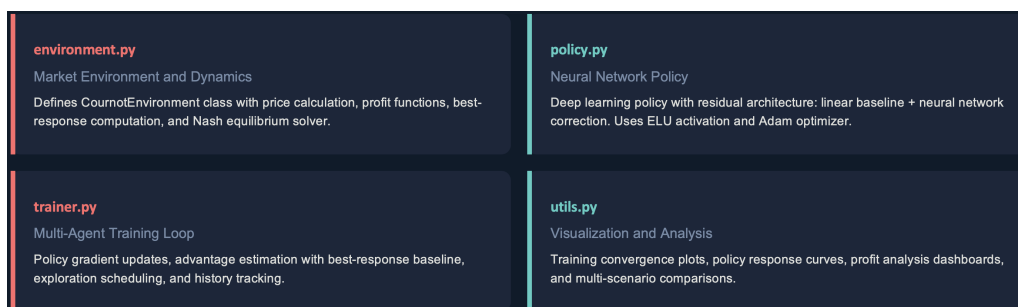 environment.py
Market Environment and Dynamics
Defines CournotEnvironment class with price calculation, profit functions, best-
response computation, and Nash equilibrium solver.
policy.py
Neural Network Policy
Deep learning policy with residual architecture: linear baseline + neural network
correction. Uses ELU activation and Adam optimizer.
trainer.py
Multi-Agent Training Loop
Policy gradient updates, advantage estimation with best-response baseline,
exploration scheduling, and history tracking.
utils.py
Visualization and Analysis
Training convergence plots, policy response curves, profit analysis dashboards,
and multi-scenario comparisons.